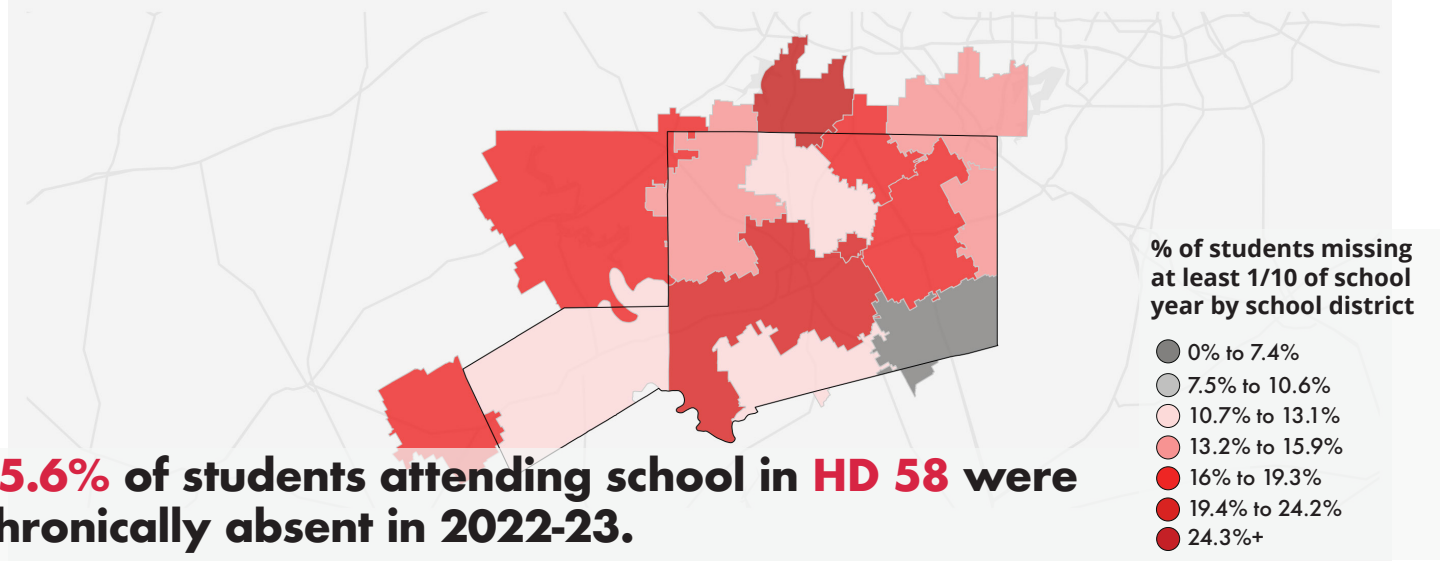 5.6% of students attending school in HD 58 were
hronically absent in 2022-23.
% of students missing
at least 1/10 of school
year by school district
0% to 7.4%
7.5% to 10.6%
10.7% to 13.1%
13.2% to 15.9%
16% to 19.3%
19.4% to 24.2%
24.3%+